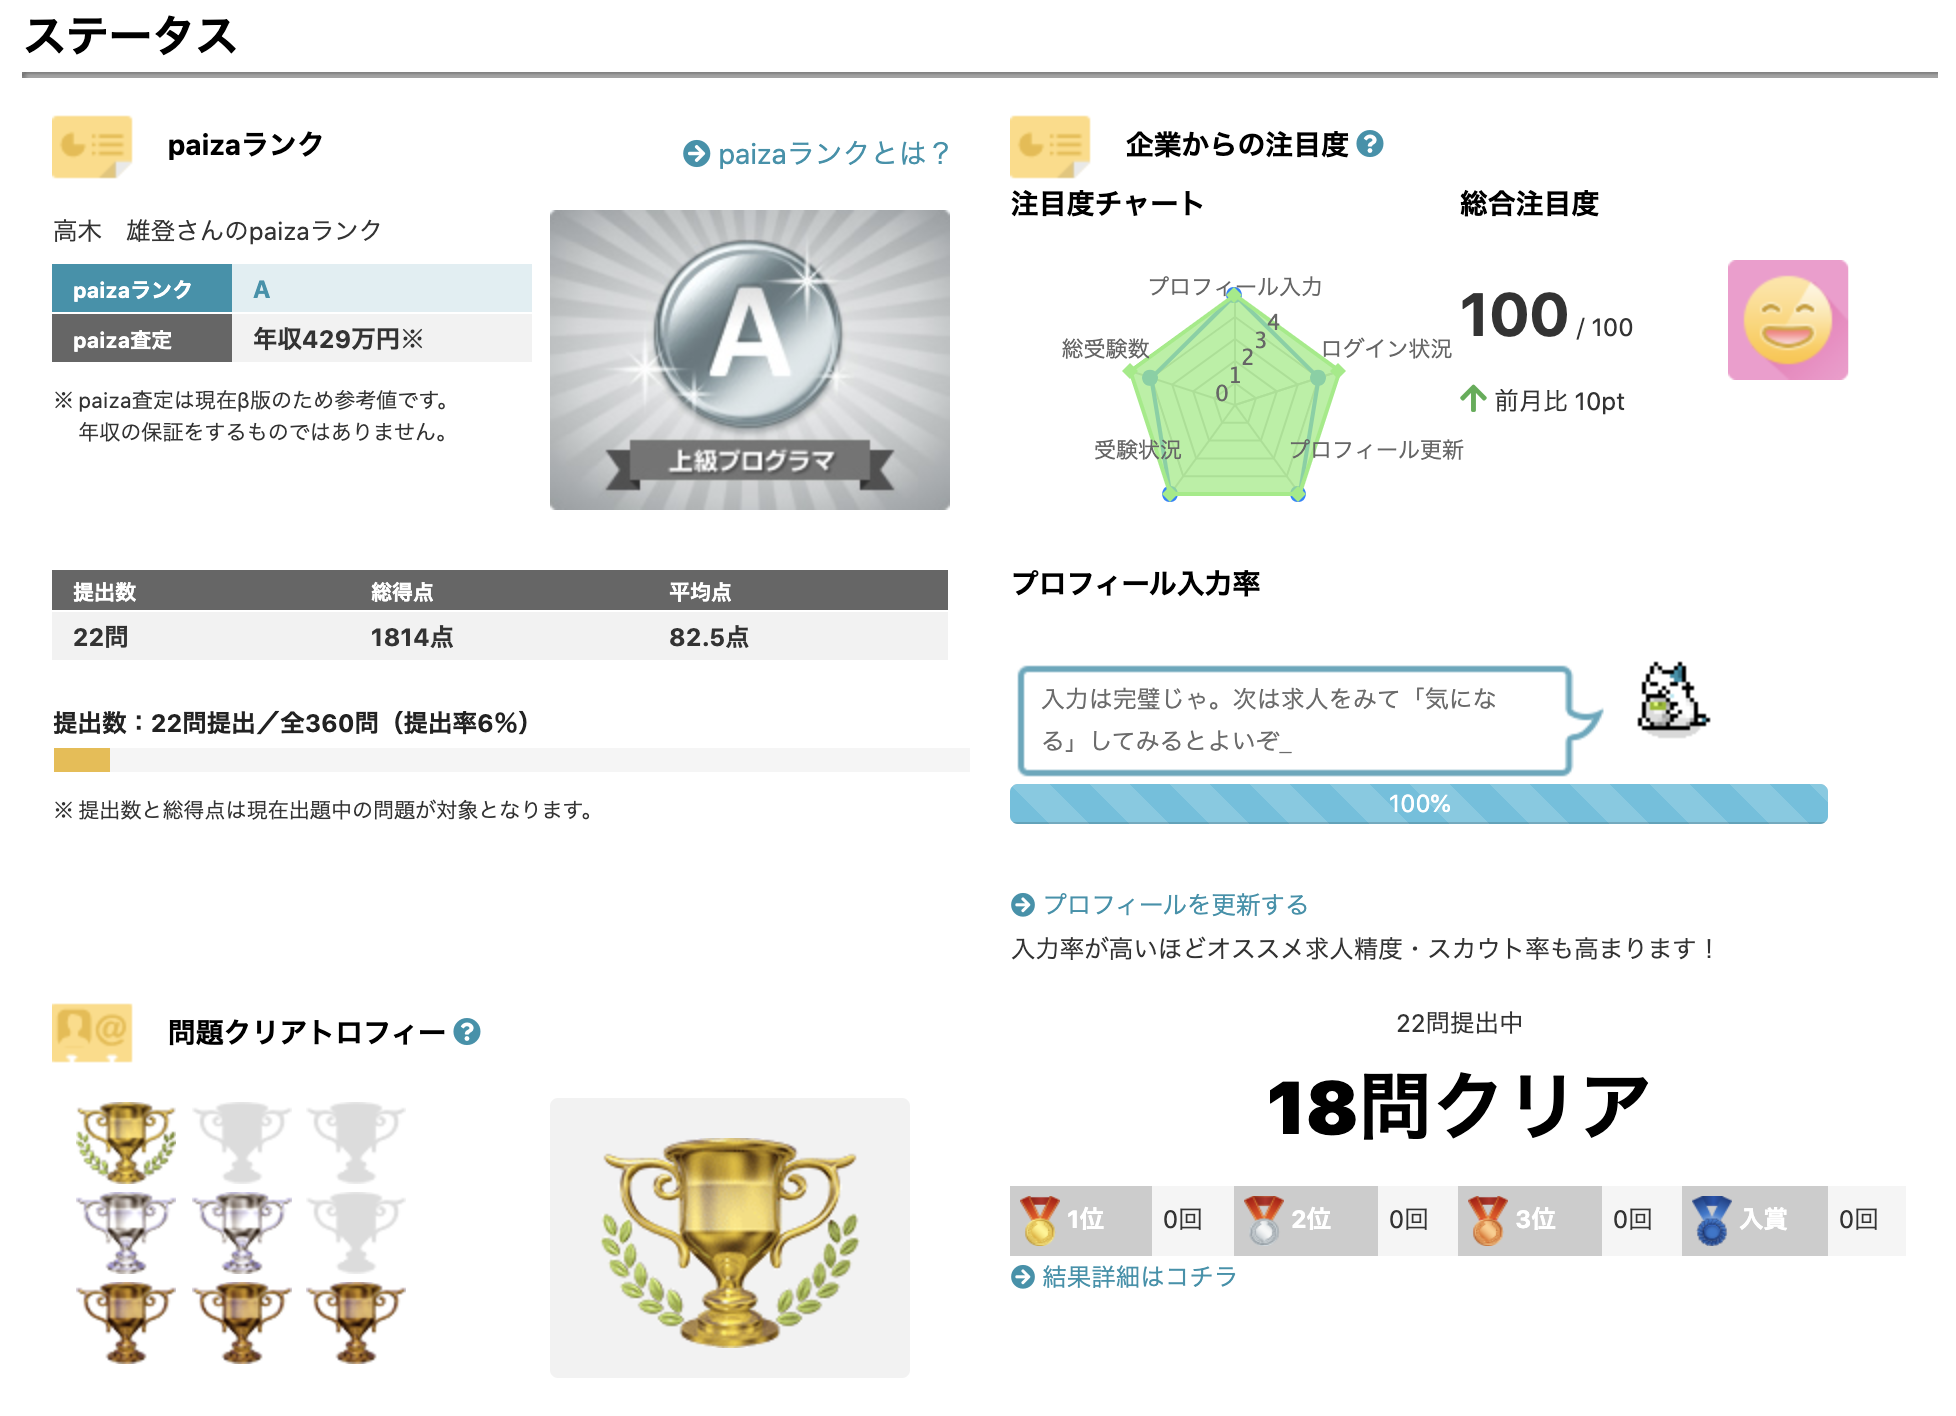 ステータス
paizaランク
paizaランクとは？
高木　雄登さんのpaizaランク
paizaランク A
paiza査定 年収429万円※
※ paiza査定は現在β版のため参考値です。
年収の保証をするものではありません。
A
上級プログラマ
提出数 総得点 平均点
22問 1814点 82.5点
提出数：22問提出／全360問（提出率6%）
※ 提出数と総得点は現在出題中の問題が対象となります。
企業からの注目度 ?
注目度チャート
プロフィール入力
ログイン状況
プロフィール更新
受験状況
総受験数
4
3
2
1
0
総合注目度
100 / 100
前月比 10pt
プロフィール入力率
入力は完璧じゃ。次は求人をみて「気にな
る」してみるとよいぞ_
100%
プロフィールを更新する
入力率が高いほどオススメ求人精度・スカウト率も高まります！
問題クリアトロフィー ?
22問提出中
18問クリア
1位 0回 2位 0回 3位 0回 入賞 0回
結果詳細はコチラ